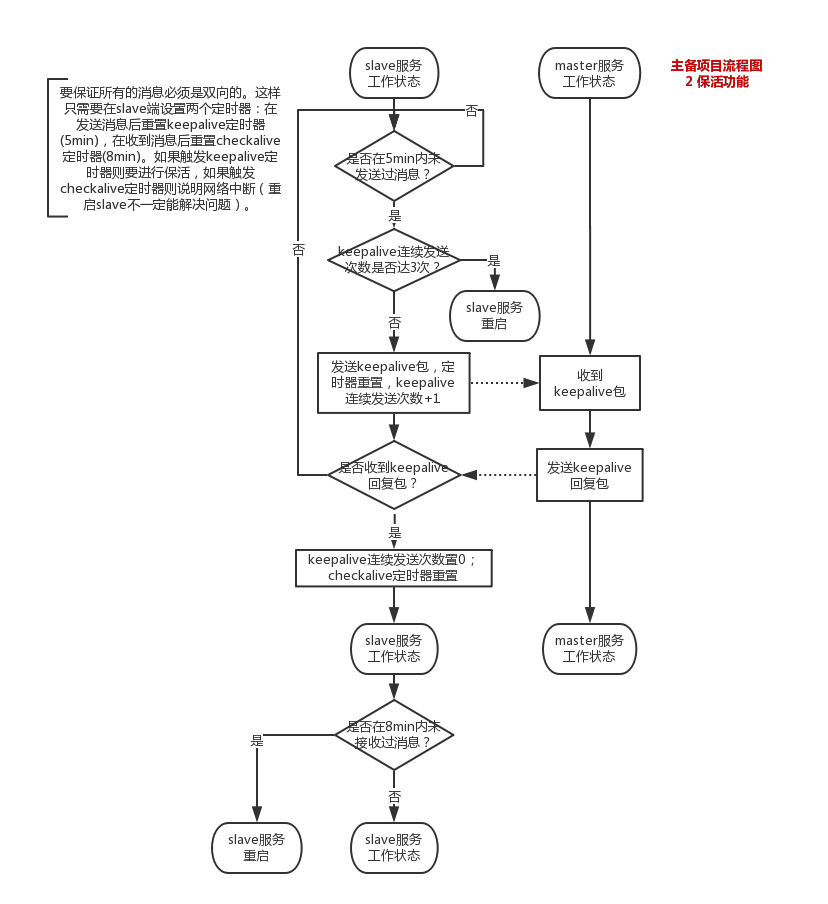 slave服务
工作状态
master服务
工作状态
主备项目流程图
2 保活功能
要保证所有的消息必须是双向的。这样
只需要在slave端设置两个定时器：在
发送消息后重置keepalive定时器
(5min)，在收到消息后重置checkalive
定时器(8min)。如果触发keepalive定
时器则要进行保活，如果触发
checkalive定时器则说明网络中断（重
启slave不一定能解决问题）。
否
是否在5min内未
发送过消息？
是
否
keepalive连续发送
次数是否达3次？
是
slave服务
重启
否
发送keepalive包，定
时器重置，keepalive
连续发送次数+1
收到
keepalive包
是否收到keepalive
回复包？
发送keepalive
回复包
是
keepalive连续发送次数置0；
checkalive定时器重置
slave服务
工作状态
master服务
工作状态
是否在8min内未
接收过消息？
是
否
slave服务
重启
slave服务
工作状态